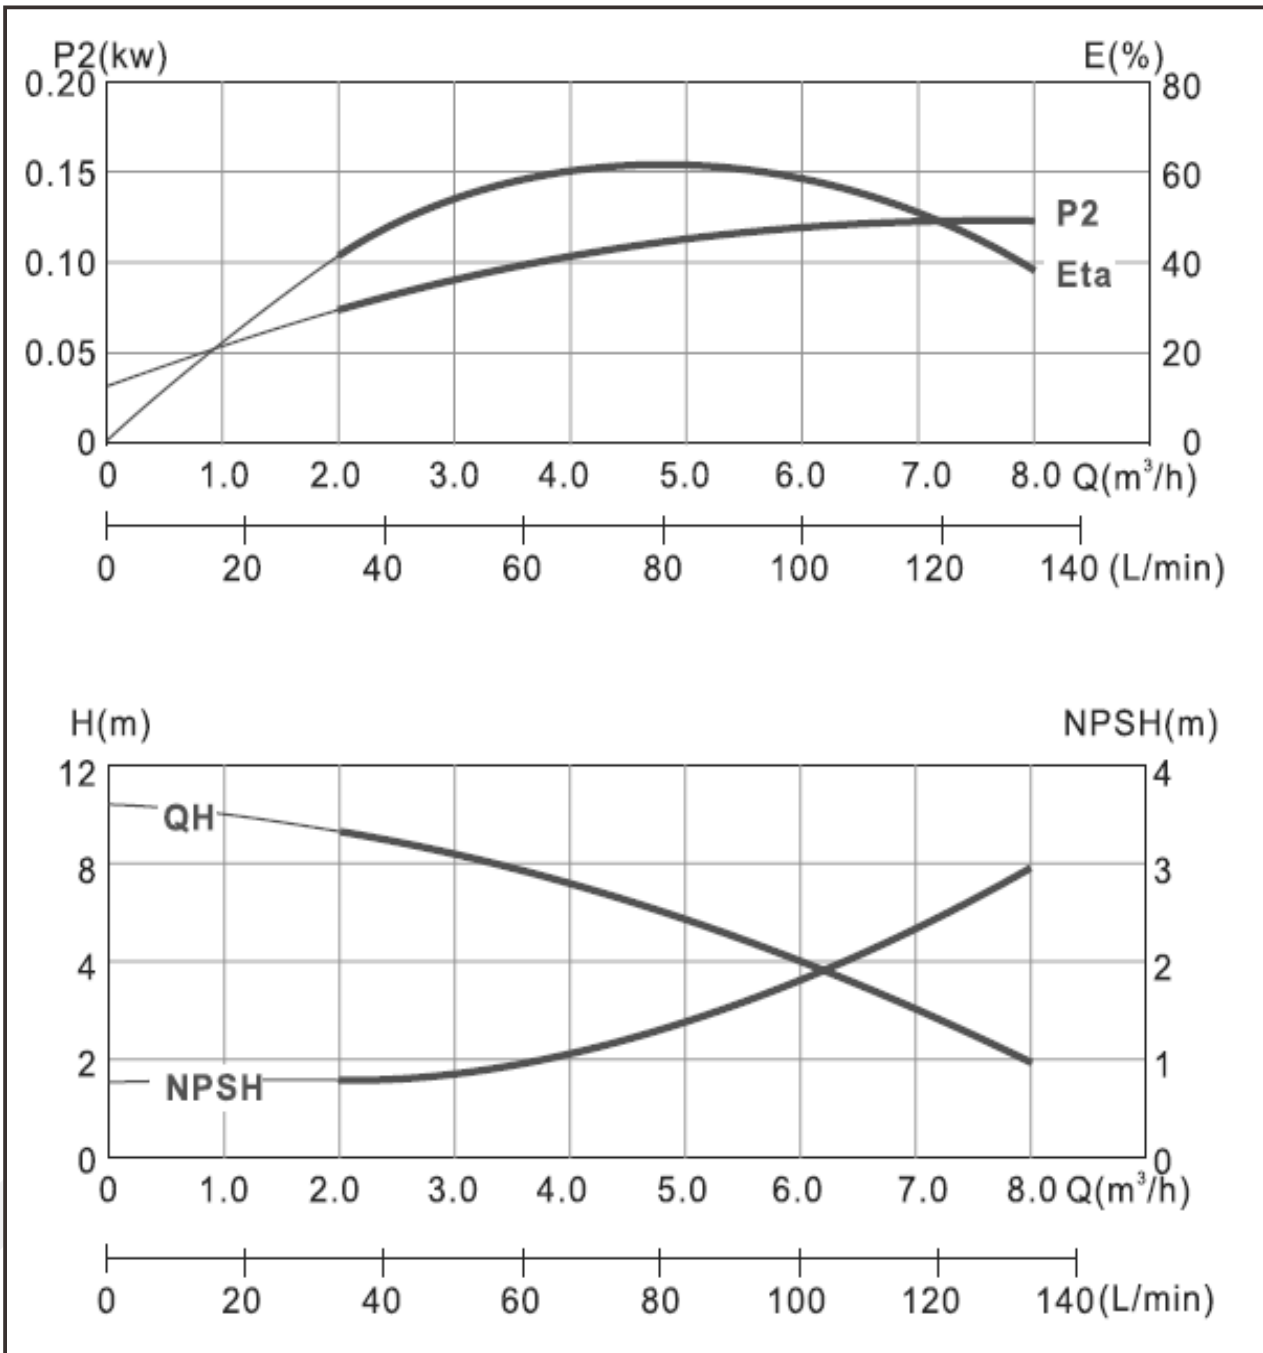 P2(kw) E(%)
0.20 80
0.15 60
P2
0.10 40
Eta
0.05 20
0 0
0 1.0 2.0 3.0 4.0 5.0 6.0 7.0 8.0 Q(m³/h)
0 20 40 60 80 100 120 140 (L/min)
H(m) NPSH(m)
12 4
QH
8 3
4 2
2 1
NPSH
0 0
0 1.0 2.0 3.0 4.0 5.0 6.0 7.0 8.0 Q(m³/h)
0 20 40 60 80 100 120 140(L/min)